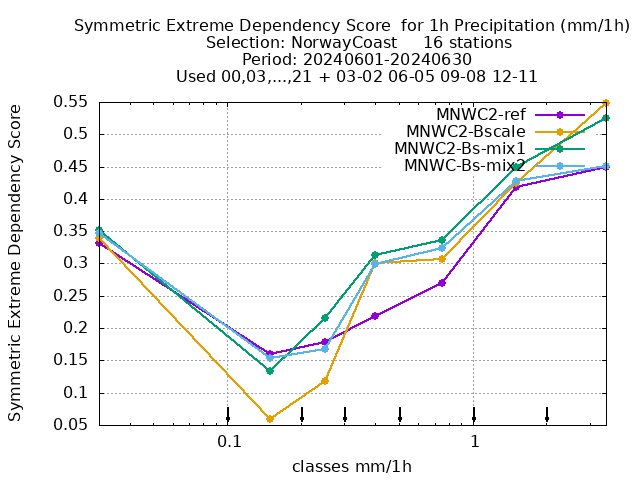 Symmetric Extreme Dependency Score  for 1h Precipitation (mm/1h)
Selection: NorwayCoast     16 stations
Period: 20240601-20240630
Used 00,03,...,21 + 03-02 06-05 09-08 12-11
Symmetric Extreme Dependency Score
0.55
0.5
0.45
0.4
0.35
0.3
0.25
0.2
0.15
0.1
0.05
MNWC2-ref
MNWC2-Bscale
MNWC2-Bs-mix1
MNWC-Bs-mix2
0.1
1
classes mm/1h